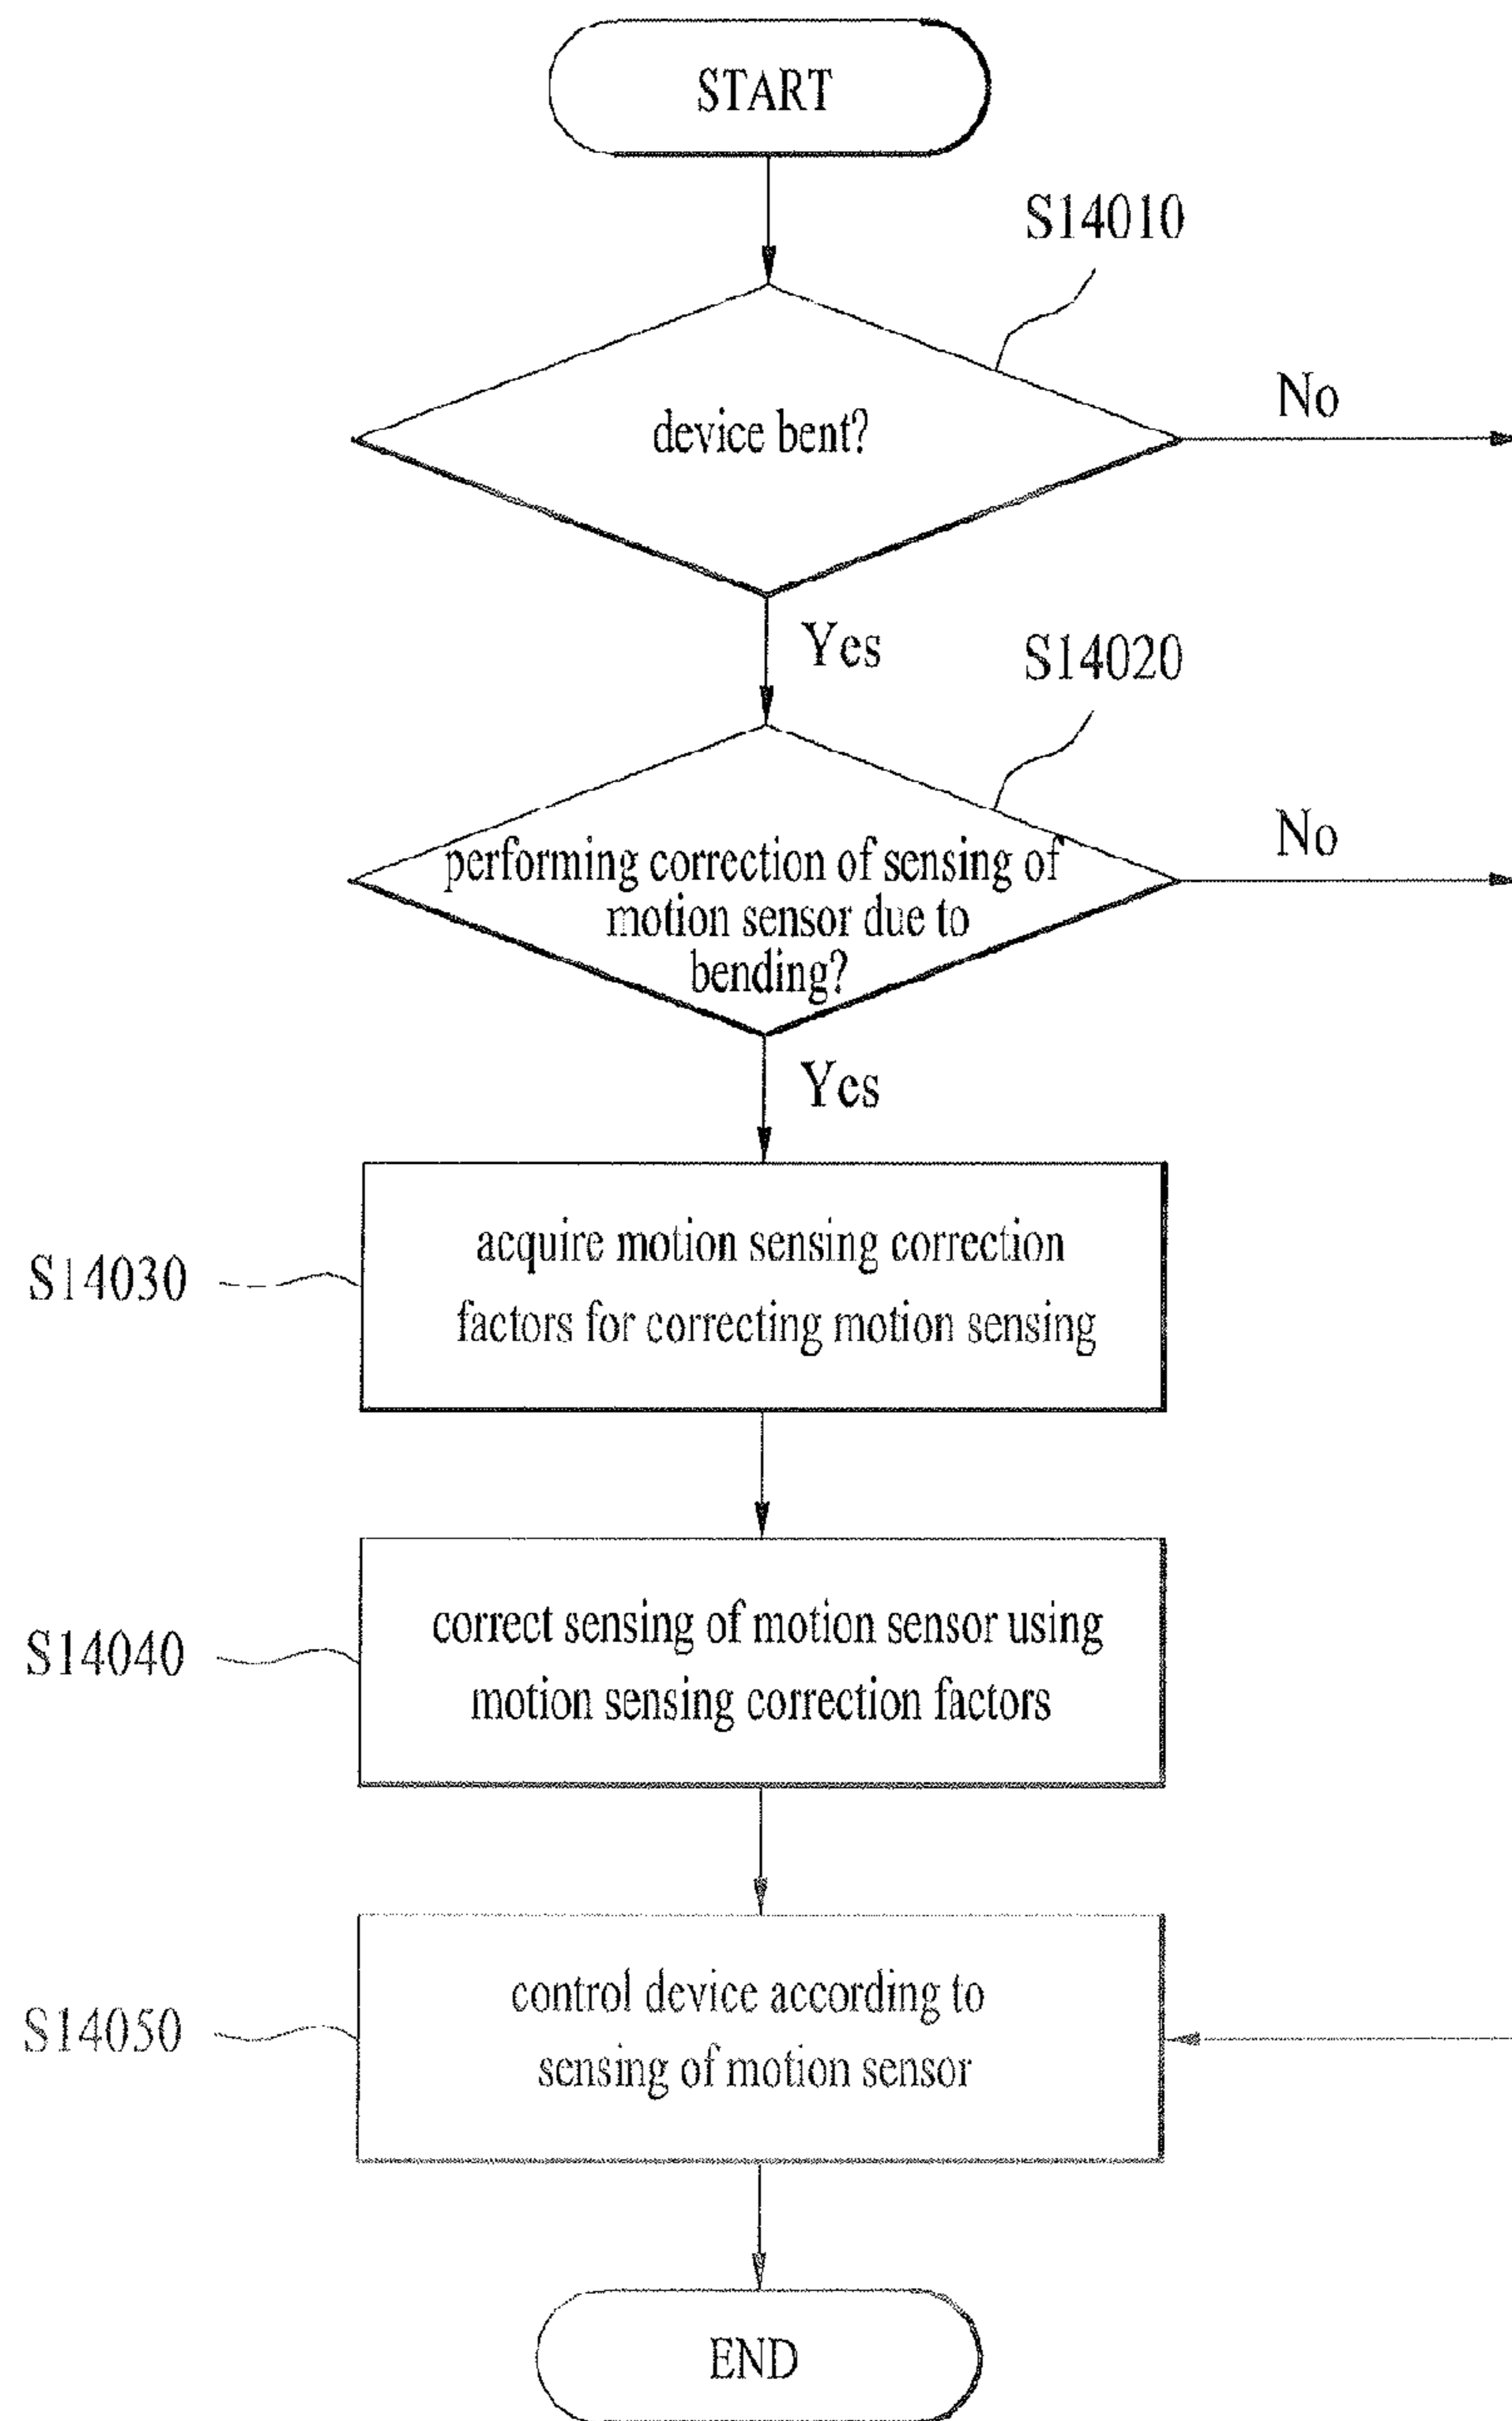 START
S14010
device bent?
No
Yes
S14020
performing correction of sensing of
motion sensor due to
bending?
No
Yes
S14030
acquire motion sensing correction
factors for correcting motion sensing
S14040
correct sensing of motion sensor using
motion sensing correction factors
S14050
control device according to
sensing of motion sensor
END